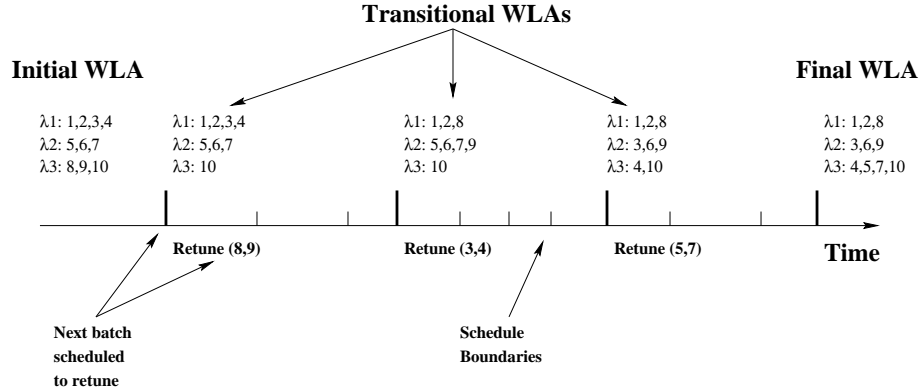 Transitional WLAs
Initial WLA
Final WLA
λ1: 1,2,3,4
λ2: 5,6,7
λ3: 8,9,10
λ1: 1,2,3,4
λ2: 5,6,7
λ3: 10
λ1: 1,2,8
λ2: 5,6,7,9
λ3: 10
λ1: 1,2,8
λ2: 3,6,9
λ3: 4,10
λ1: 1,2,8
λ2: 3,6,9
λ3: 4,5,7,10
Retune (8,9)
Retune (3,4)
Retune (5,7)
Time
Next batch
scheduled
to retune
Schedule
Boundaries